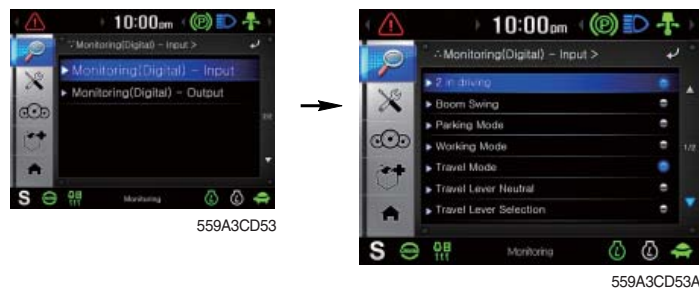 10:00am
Monitoring(Digital) - Input >
Monitoring(Digital) - Input
Monitoring(Digital) - Output
S
Monitoring
559A3CD53
10:00pm
Monitoring(Digital) - Input >
2 in driving
Boom Swing
Parking Mode
Working Mode
Travel Mode
1/2
Travel Lever Neutral
Travel Lever Selection
S
Monitoring
559A3CD53A